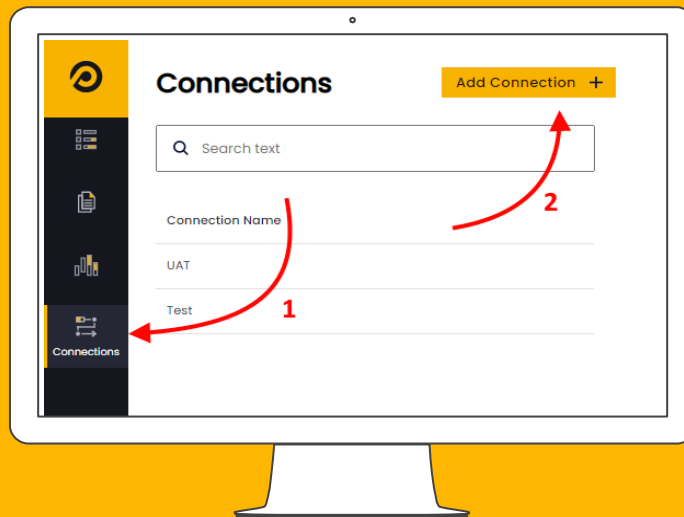 Connections
Add Connection +
Search text
2
Connection Name
UAT
Test
1
Connections